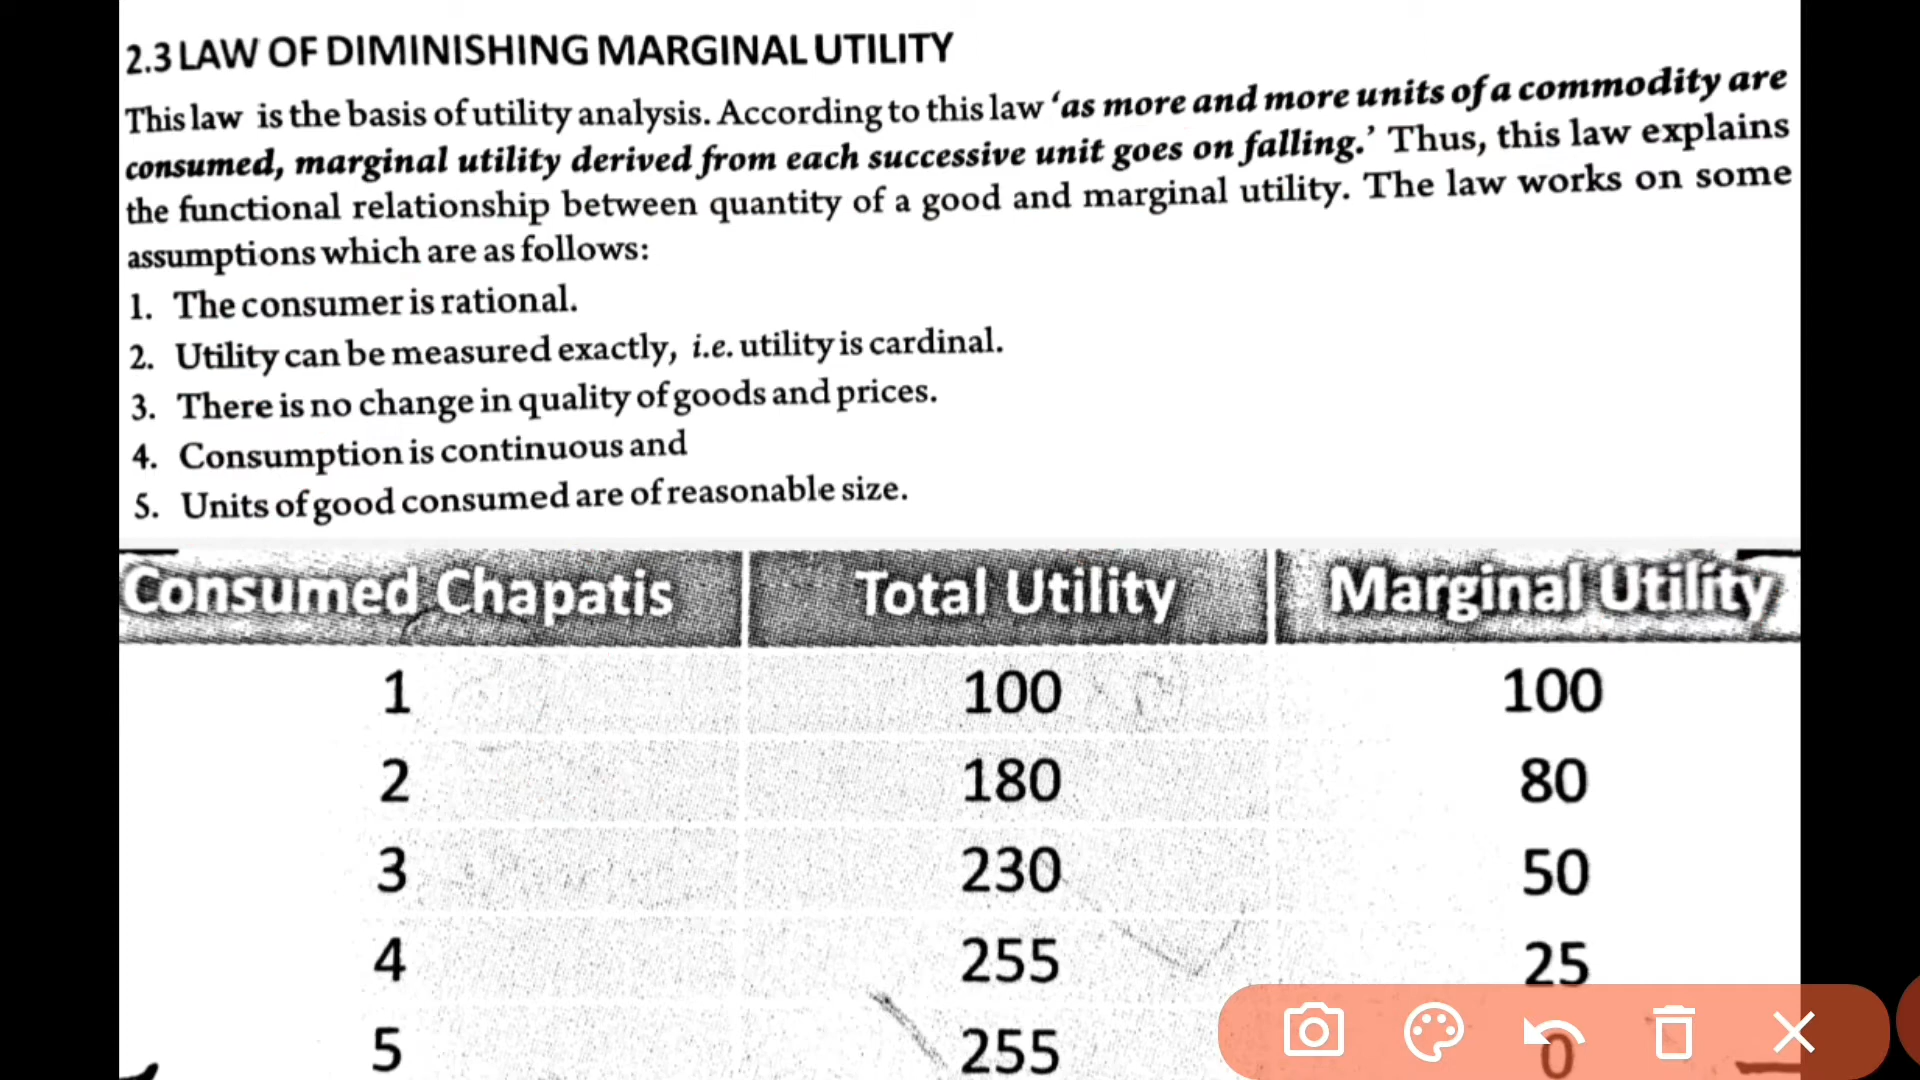 2.3 LAW OF DIMINISHING MARGINAL UTILITY
This law is the basis of utility analysis. According to this law ‘as more and more units of a commodity are
consumed, marginal utility derived from each successive unit goes on falling.’ Thus, this law explains
the functional relationship between quantity of a good and marginal utility. The law works on some
assumptions which are as follows:
1. The consumer is rational.
2. Utility can be measured exactly, i.e. utility is cardinal.
3. There is no change in quality of goods and prices.
4. Consumption is continuous and
5. Units of good consumed are of reasonable size.
Consumed Chapatis Total Utility Marginal Utility
1 100 100
2 180 80
3 230 50
4 255 25
5 255 0